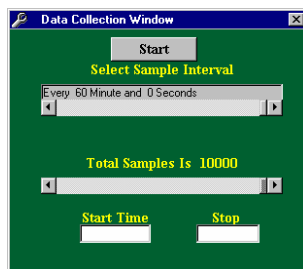 Data Collection Window
Start
Select Sample Interval
Every 60 Minute and 0 Seconds
Total Samples Is 10000
Start Time Stop